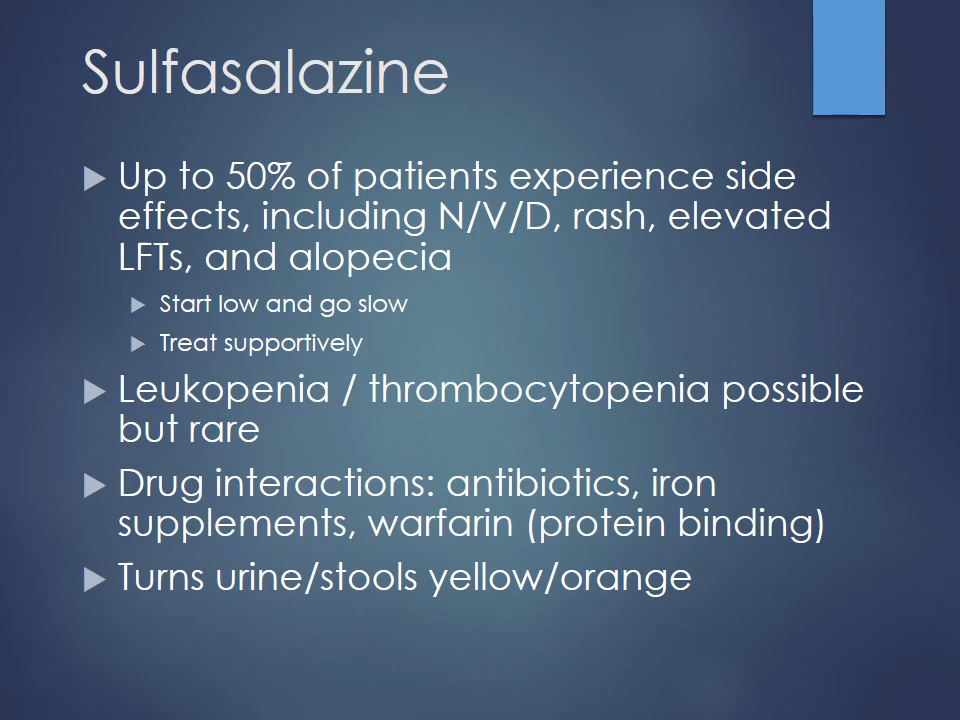 Sulfasalazine
Up to 50% of patients experience side
effects, including N/V/D, rash, elevated
LFTs, and alopecia
Start low and go slow
Treat supportively
Leukopenia / thrombocytopenia possible
but rare
Drug interactions: antibiotics, iron
supplements, warfarin (protein binding)
Turns urine/stools yellow/orange